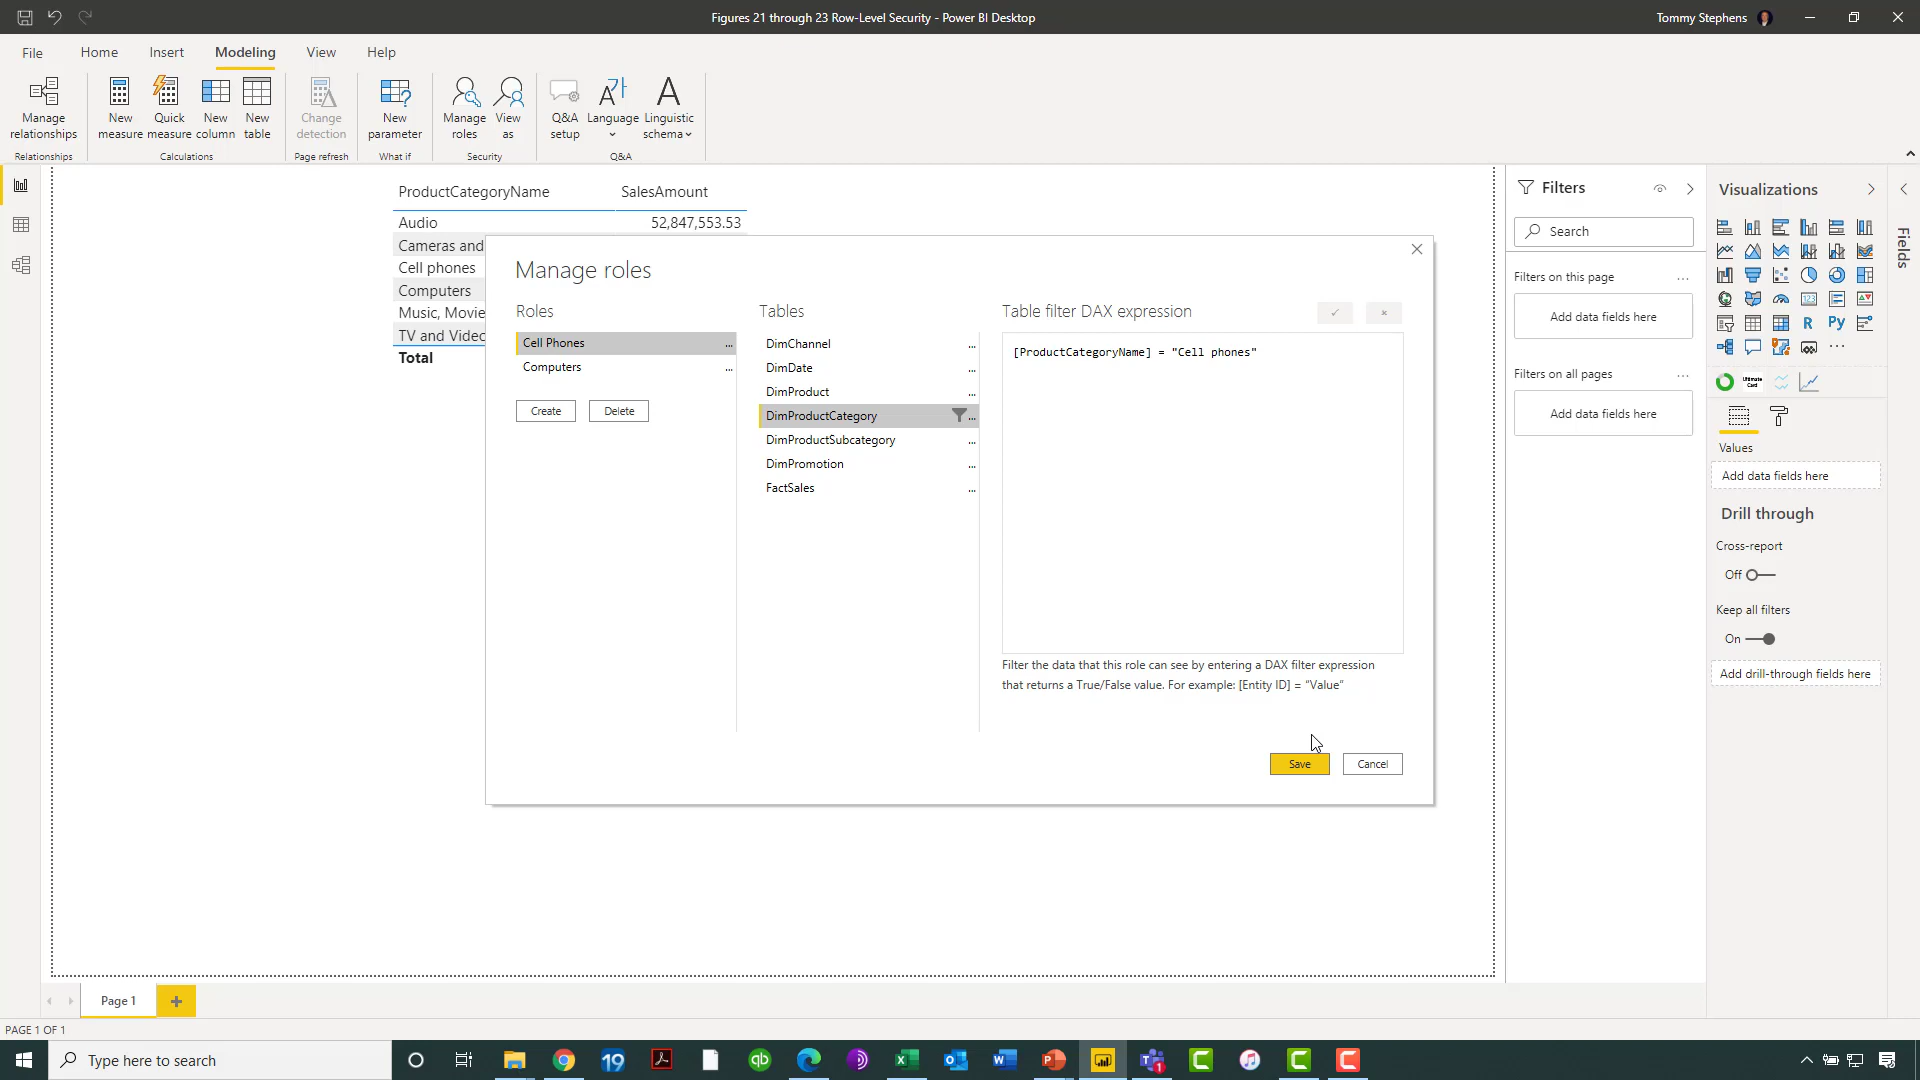 Figures 21 through 23 Row-Level Security - Power BI Desktop
Tommy Stephens
File
Home
Insert
Modeling
View
Help
Manage relationships
New measure
Quick measure
New column
New table
Change detection
New parameter
Manage roles
View as
Q&A setup
Language
Linguistic schema
Relationships
Calculations
Page refresh
What if
Security
Q&A
ProductCategoryName SalesAmount
Audio 52,847,553.53
Cameras and
Cell phones
Computers
Music, Movie
TV and Videc
Total
Manage roles
Roles
Cell Phones ...
Computers ...
Create
Delete
Tables
DimChannel ...
DimDate ...
DimProduct ...
DimProductCategory ...
DimProductSubcategory ...
DimPromotion ...
FactSales ...
Table filter DAX expression
[ProductCategoryName] = "Cell phones"
Filter the data that this role can see by entering a DAX filter expression
that returns a True/False value. For example: [Entity ID] = “Value”
Save
Cancel
Filters
Search
Filters on this page ...
Add data fields here
Filters on all pages ...
Add data fields here
Visualizations
R
Py
123
Ultimate
Card
...
Values
Add data fields here
Drill through
Cross-report
Off
Keep all filters
On
Add drill-through fields here
Fields
Page 1
+
PAGE 1 OF 1
Type here to search
19
qb
1